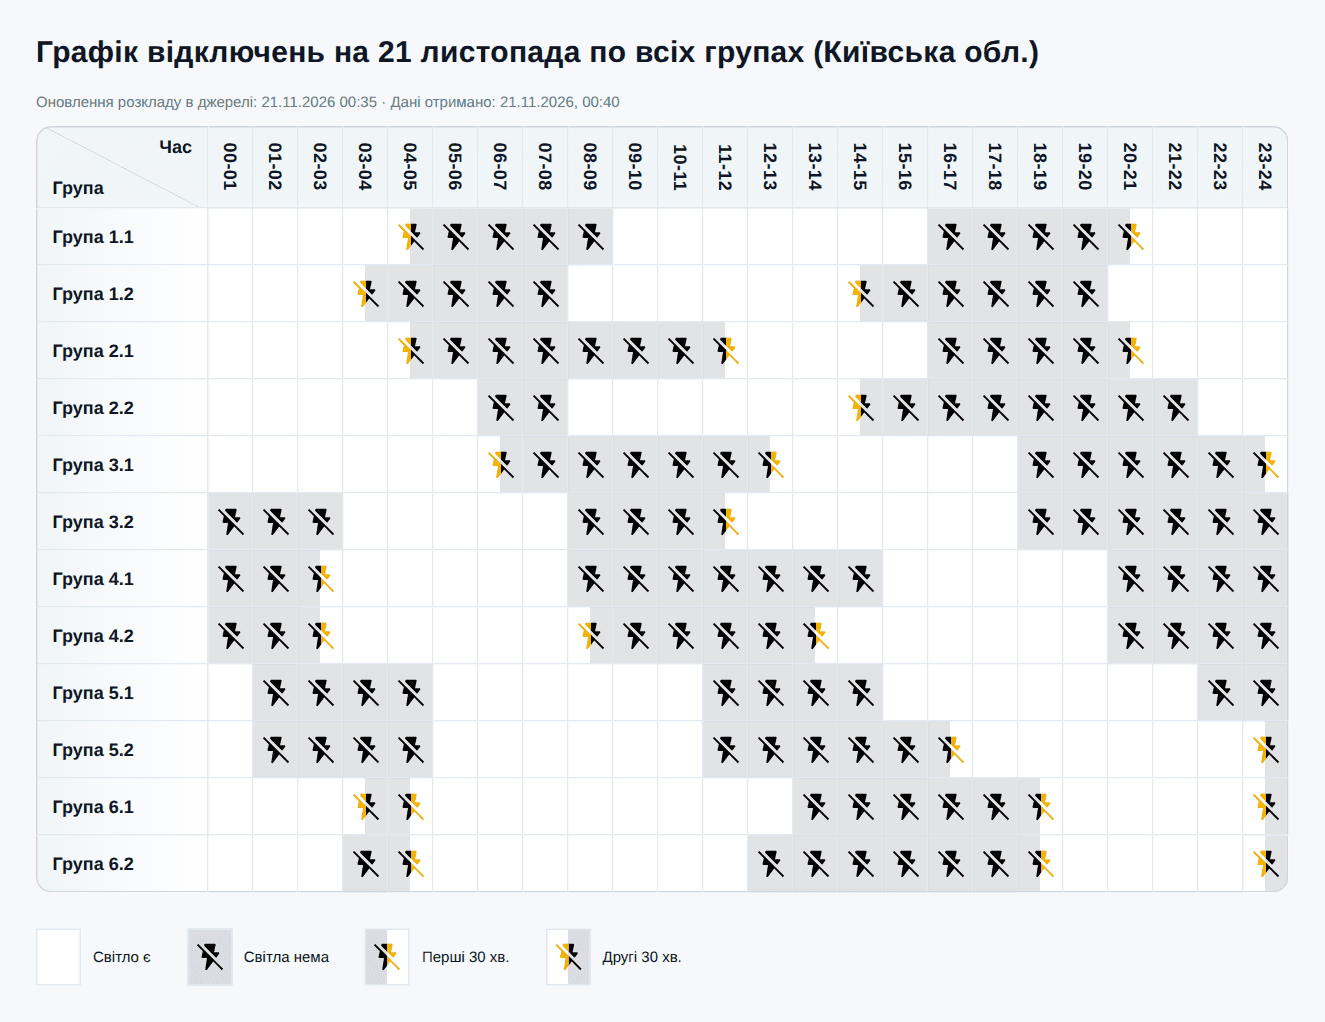 Графік відключень на 21 листопада по всіх групах (Київська обл.)
Оновлення розкладу в джерелі: 21.11.2026 00:35 · Дані отримано: 21.11.2026, 00:40
Час
Група
00-01 01-02 02-03 03-04 04-05 05-06 06-07 07-08 08-09 09-10 10-11 11-12 12-13 13-14 14-15 15-16 16-17 17-18 18-19 19-20 20-21 21-22 22-23 23-24
Група 1.1
Група 1.2
Група 2.1
Група 2.2
Група 3.1
Група 3.2
Група 4.1
Група 4.2
Група 5.1
Група 5.2
Група 6.1
Група 6.2
Світло є Світла нема Перші 30 хв. Другі 30 хв.